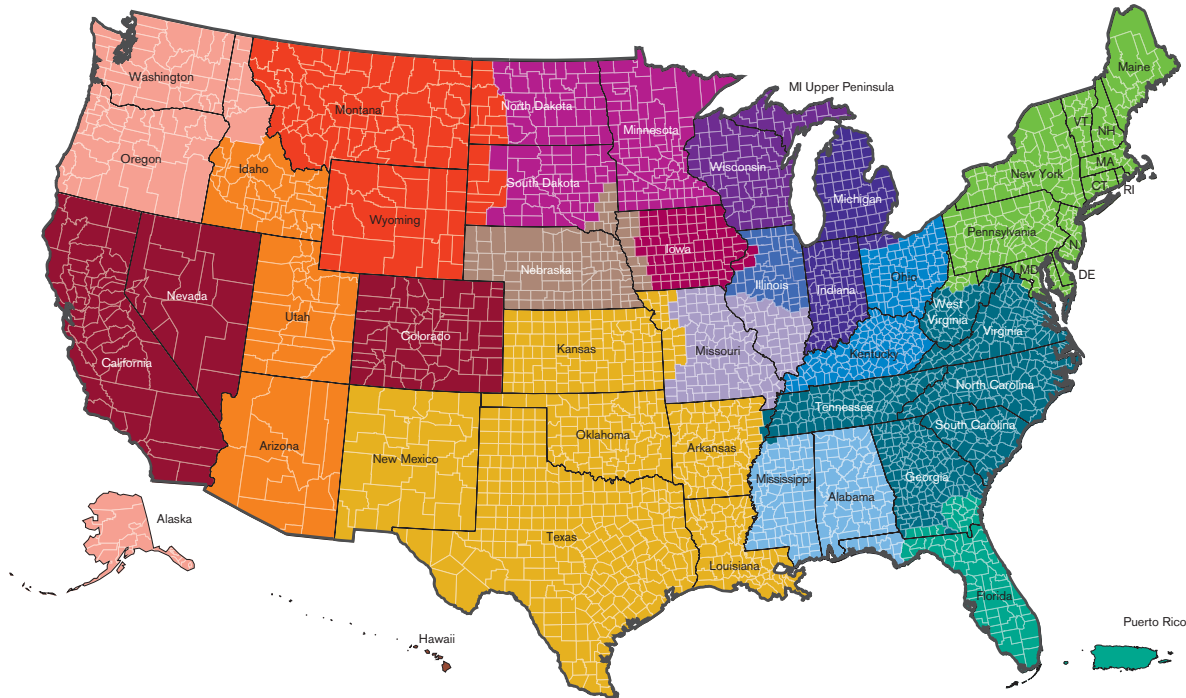 Washington
Oregon
Idaho
Montana
Wyoming
North Dakota
South Dakota
Minnesota
MI Upper Peninsula
Wisconsin
Michigan
Maine
VT
NH
New York
MA
CT
RI
Pennsylvania
NJ
MD
DE
Nebraska
Iowa
Illinois
Indiana
Ohio
West
Virginia
Virginia
Nevada
California
Utah
Colorado
Kansas
Missouri
Kentucky
North Carolina
Tennessee
South Carolina
Arizona
New Mexico
Oklahoma
Arkansas
Mississippi
Alabama
Georgia
Texas
Louisiana
Florida
Alaska
Hawaii
Puerto Rico